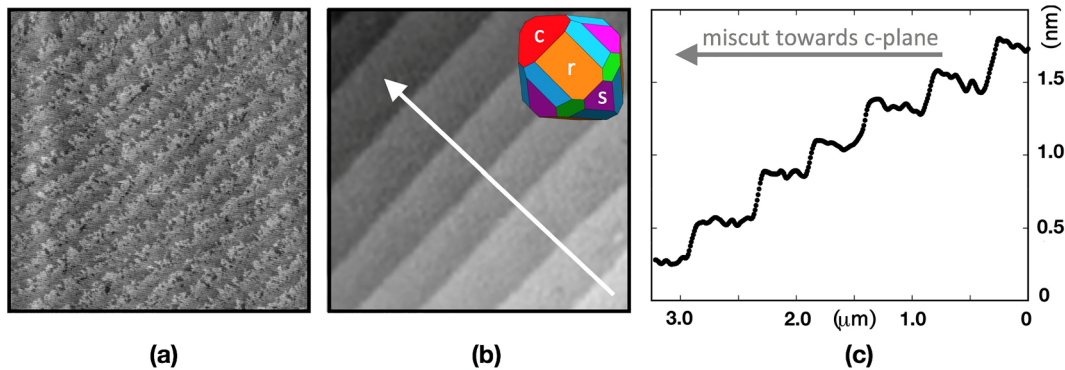 c
r
s
miscut towards c-plane
(nm)
1.5
1.0
0.5
0
3.0
2.0
(μm)
1.0
0
(a)
(b)
(c)